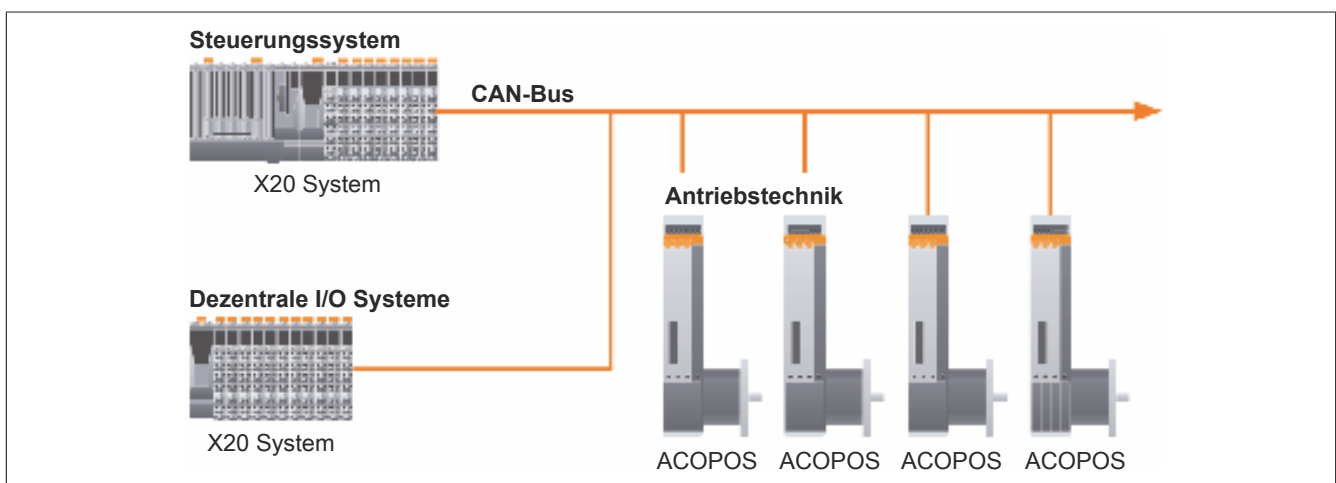 Steuerungssystem
CAN-Bus
X20 System
Antriebstechnik
Dezentrale I/O Systeme
X20 System
ACOPOS ACOPOS ACOPOS ACOPOS